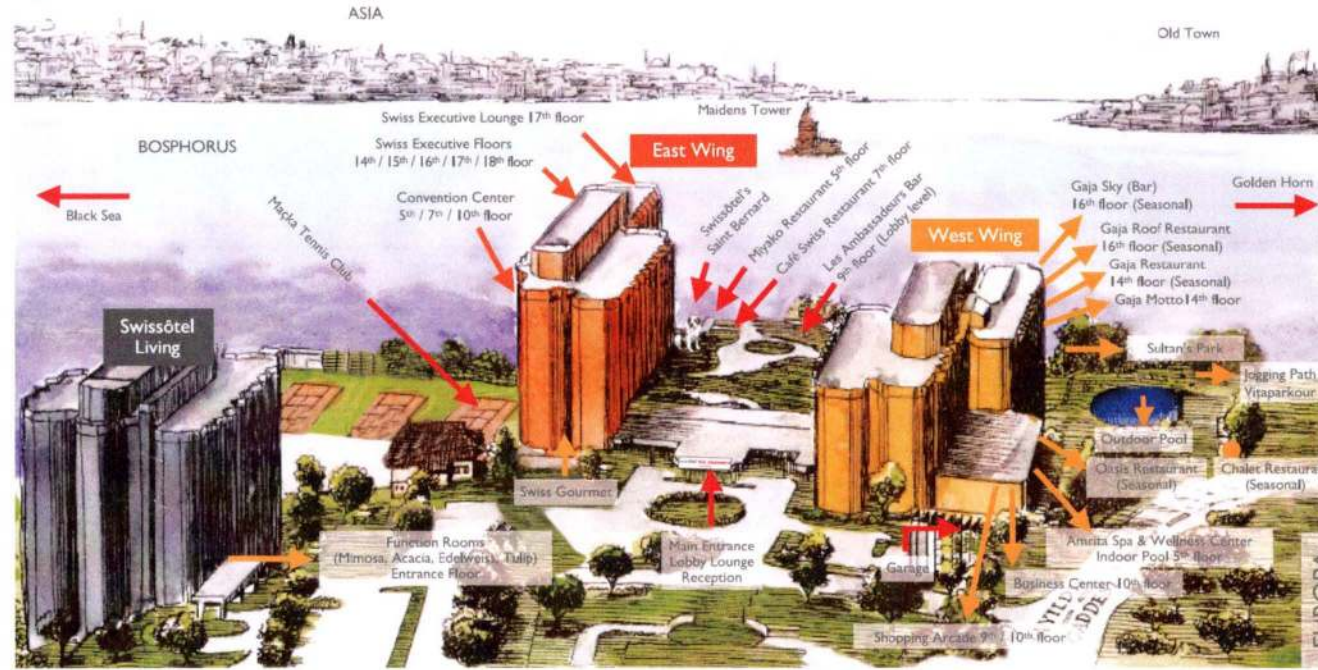 ASIA
Old Town
Maidens Tower
Swiss Executive Lounge 17th floor
BOSPHORUS
Swiss Executive Floors
14th / 15th / 16th / 17th / 18th floor
East Wing
Black Sea
Convention Center
5th / 7th / 10th floor
Maçka Tennis Club
Swissôtel's
Saint Bernard
Miyako Restaurant 5th floor
Café Swiss Restaurant 7th floor
Les Ambassadeurs Bar
9th floor (Lobby level)
West Wing
Gaja Sky (Bar)
16th floor (Seasonal)
Golden Horn
Gaja Roof Restaurant
16th floor (Seasonal)
Gaja Restaurant
14th floor (Seasonal)
Gaja Motto 14th floor
Swissôtel
Living
Sultan's Park
Jogging Path
Vitaparkour
Outdoor Pool
Oasis Restaurant
(Seasonal)
Chalet Restaura
(Seasonal)
Swiss Gourmet
Function Rooms
(Mimosa, Acacia, Edelweis), Tulip)
Entrance Floor
Main Entrance
Lobby Lounge
Reception
Garage
Amrita Spa & Wellness Center
Indoor Pool 5th floor
Business Center 10th floor
Shopping Arcade 9th / 10th floor